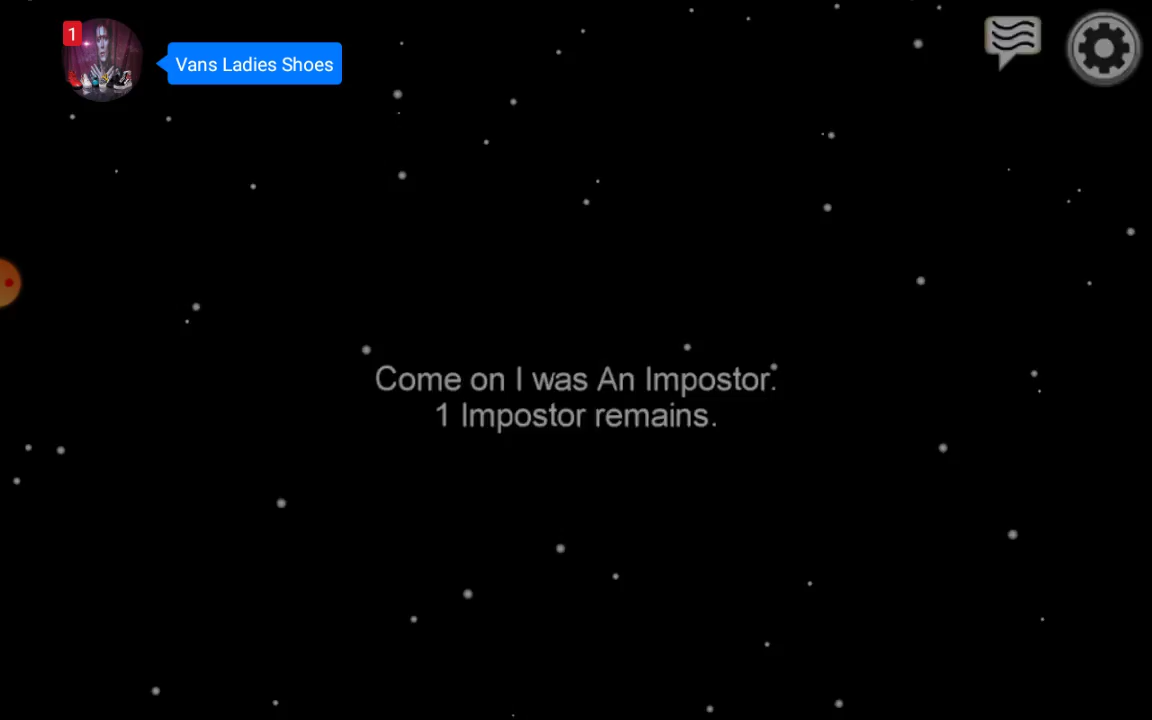 1
Vans Ladies Shoes
Come on I was An Impostor.
1 Impostor remains.